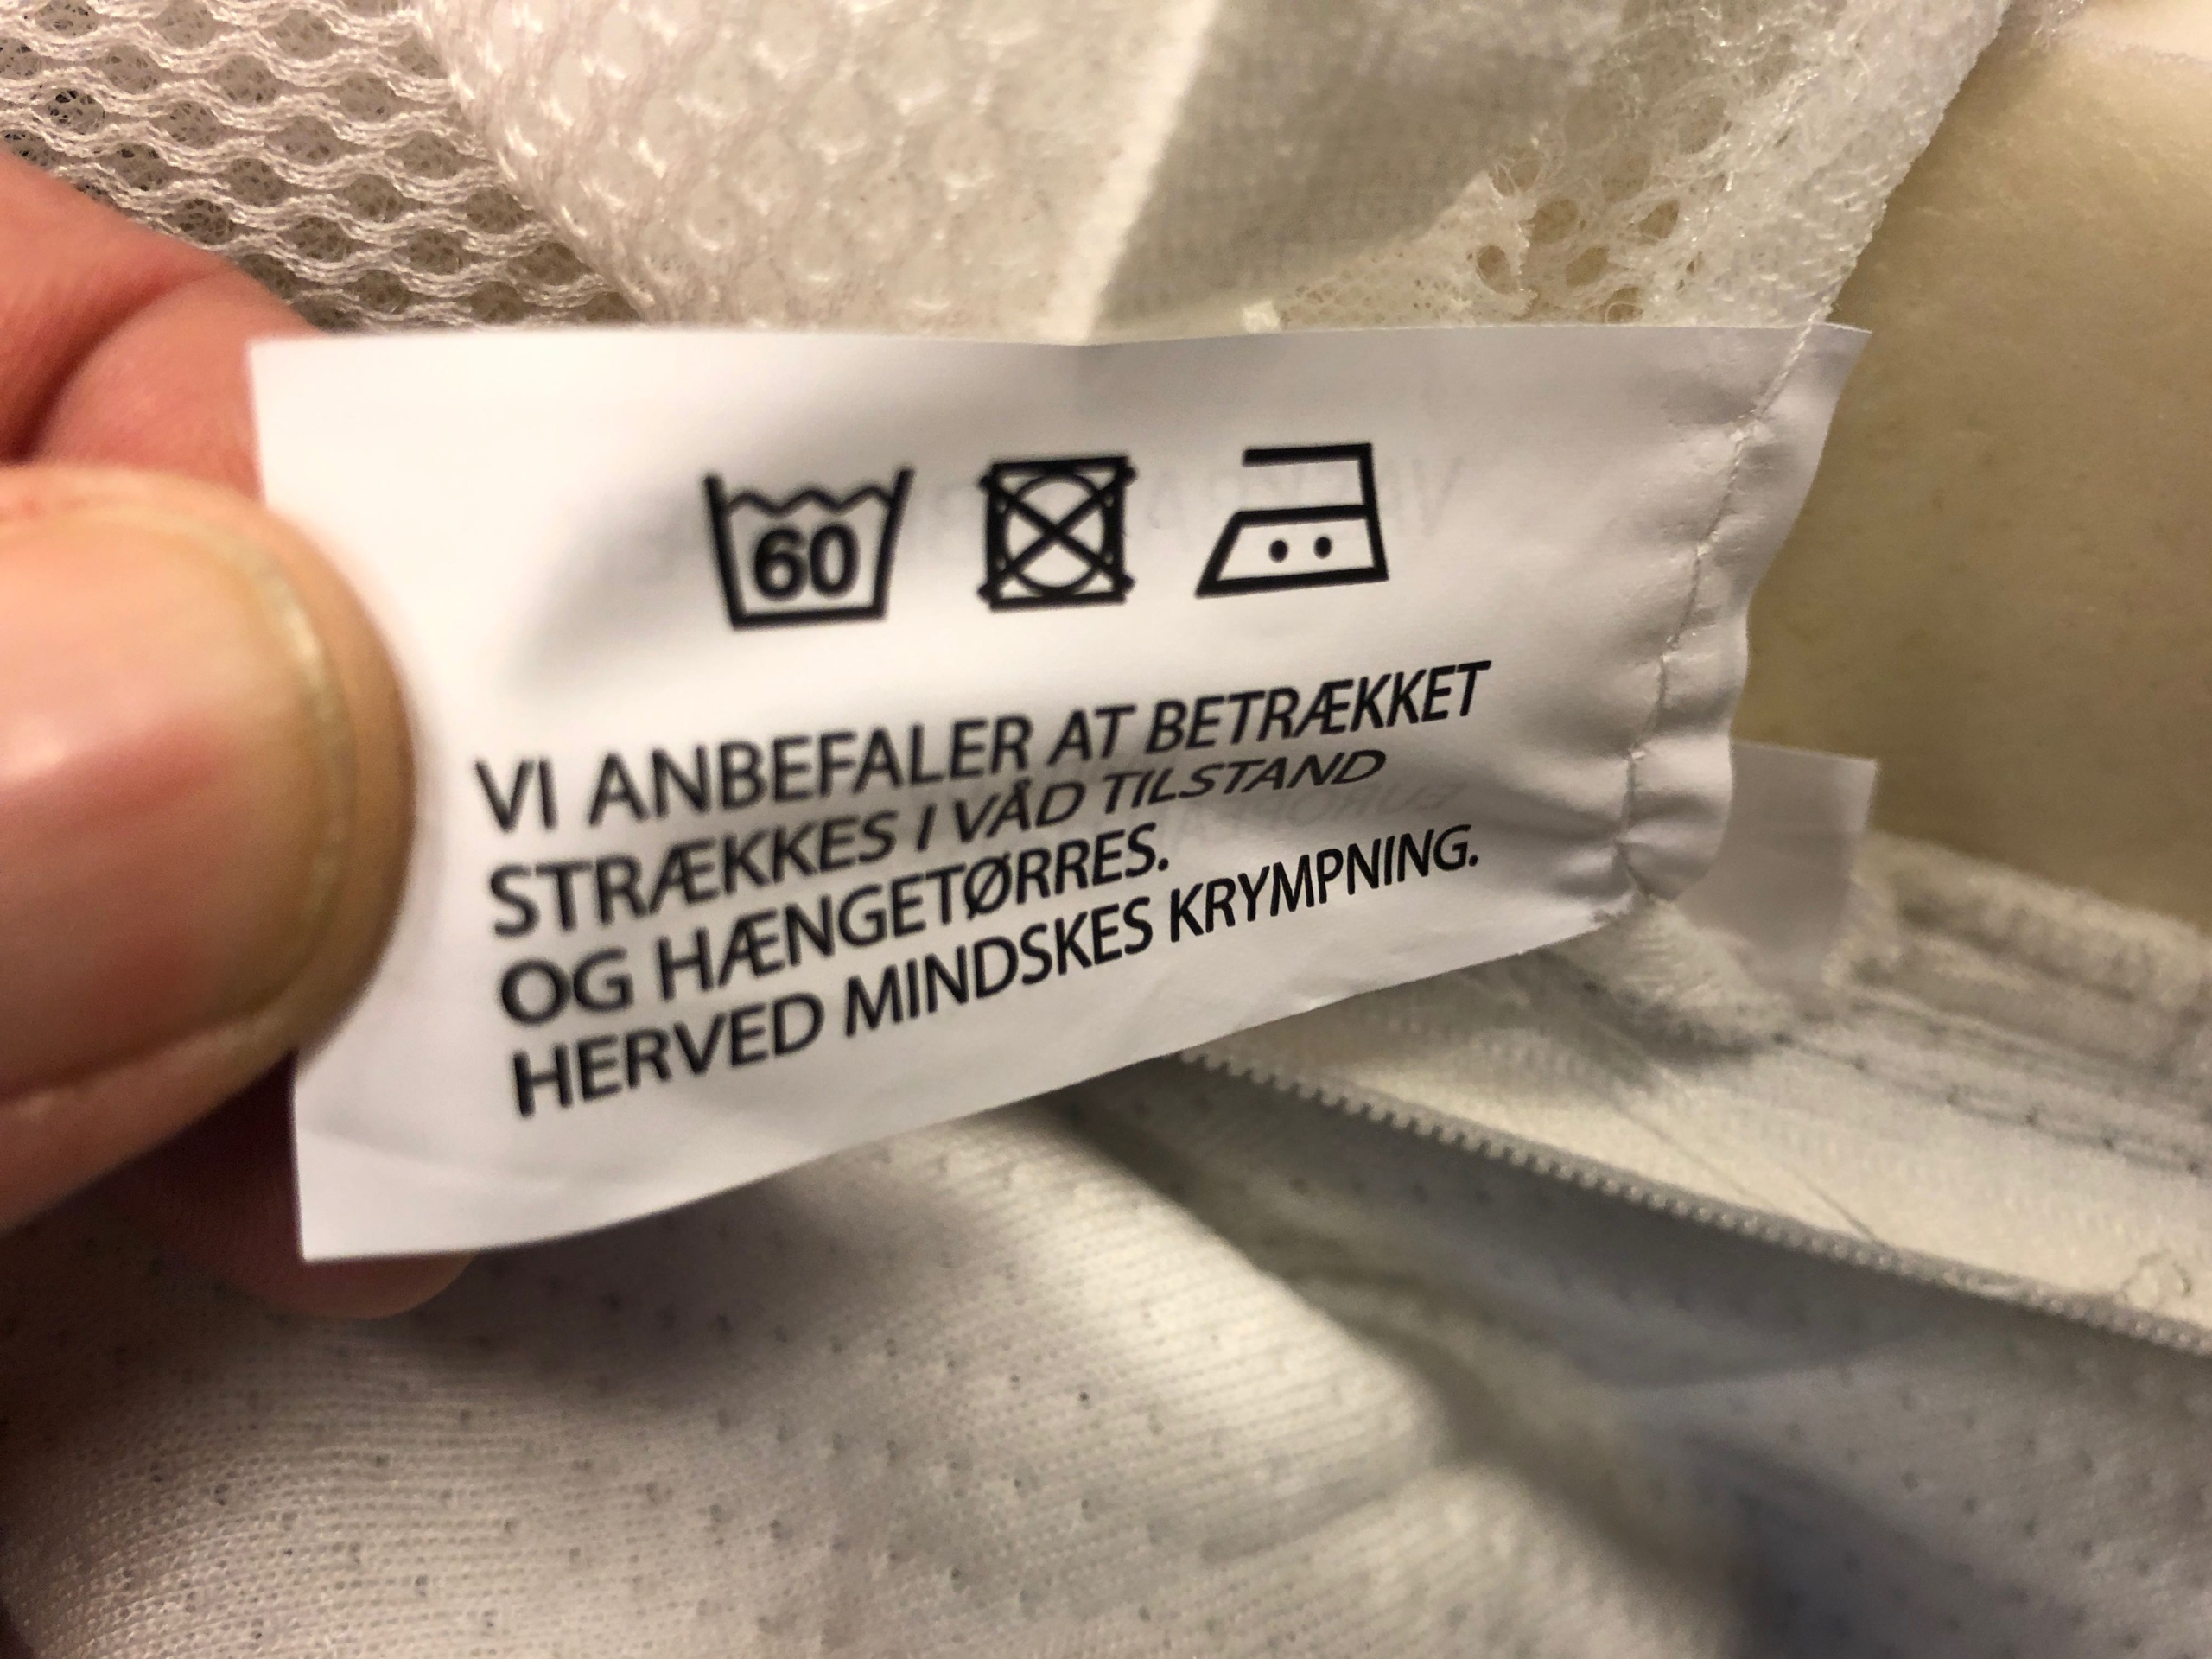 60
VI ANBEFALER AT BETRÆKKET
STRÆKKES I VÅD TILSTAND
OG HÆNGETØRRES.
HERVED MINDSKES KRYMPNING.